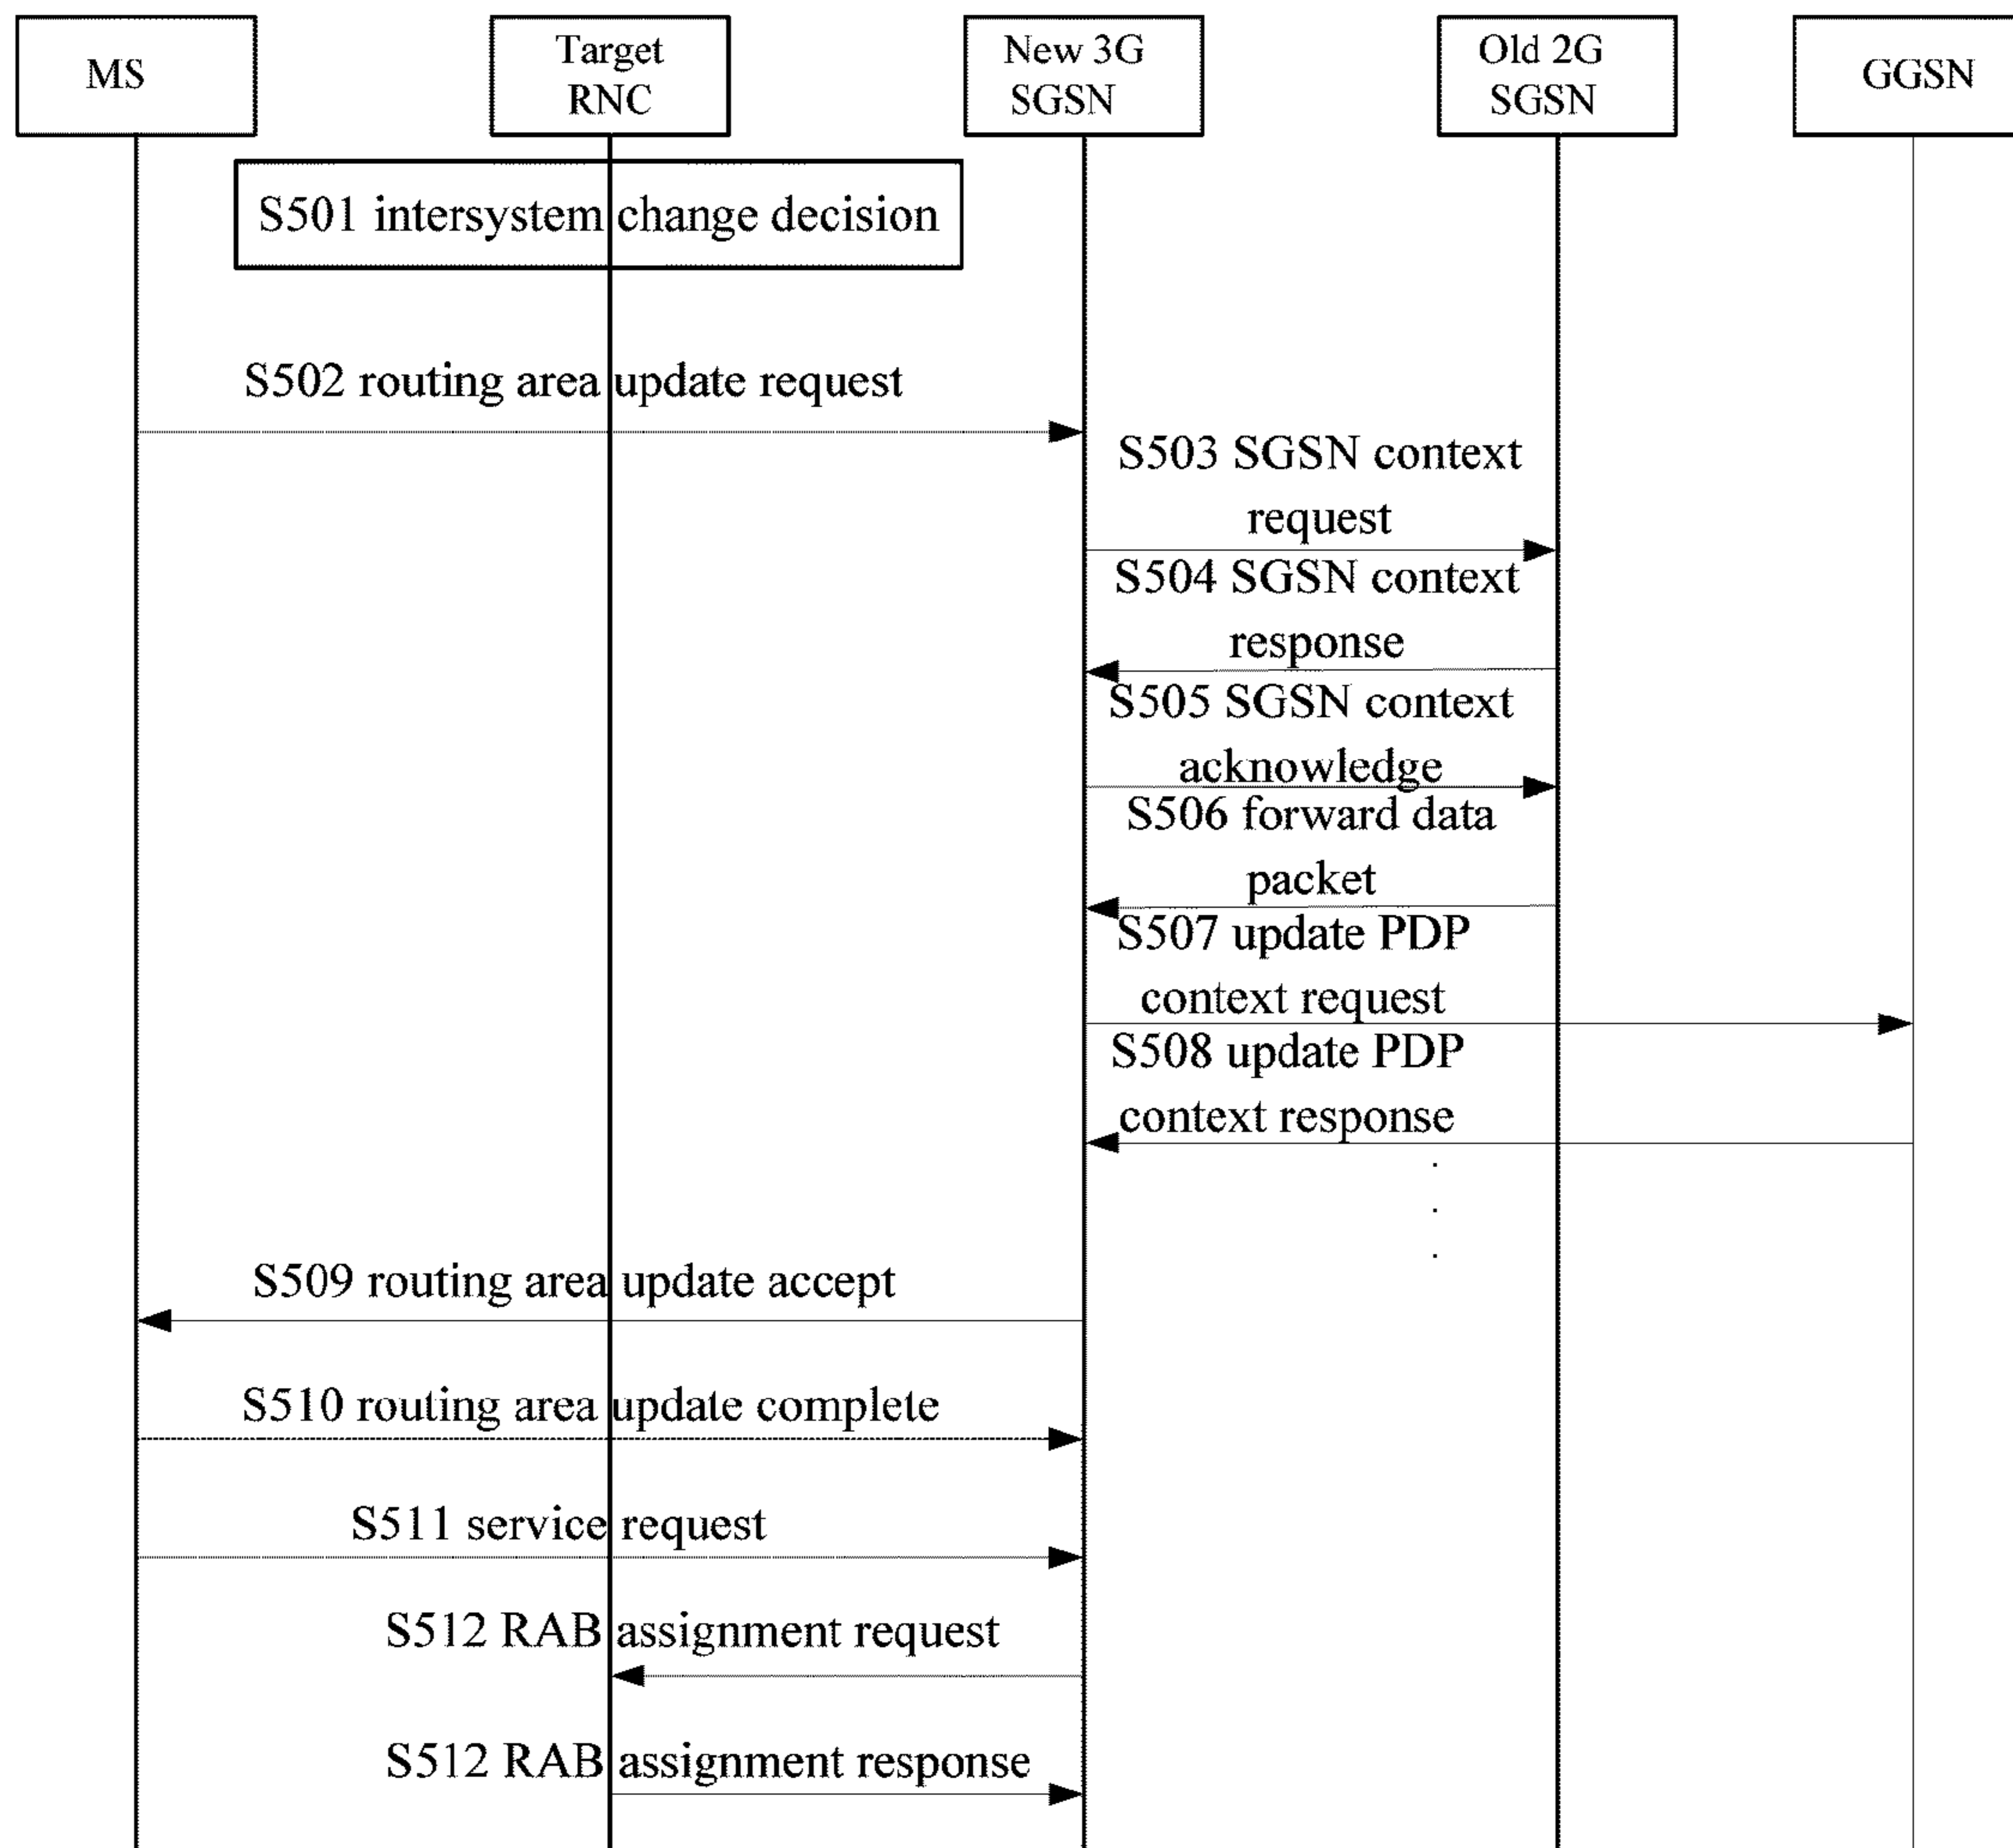 MS
Target
RNC
New 3G
SGSN
Old 2G
SGSN
GGSN
S501 intersystem change decision
S502 routing area update request
S503 SGSN context
request
S504 SGSN context
response
S505 SGSN context
acknowledge
S506 forward data
packet
S507 update PDP
context request
S508 update PDP
context response
S509 routing area update accept
S510 routing area update complete
S511 service request
S512 RAB assignment request
S512 RAB assignment response